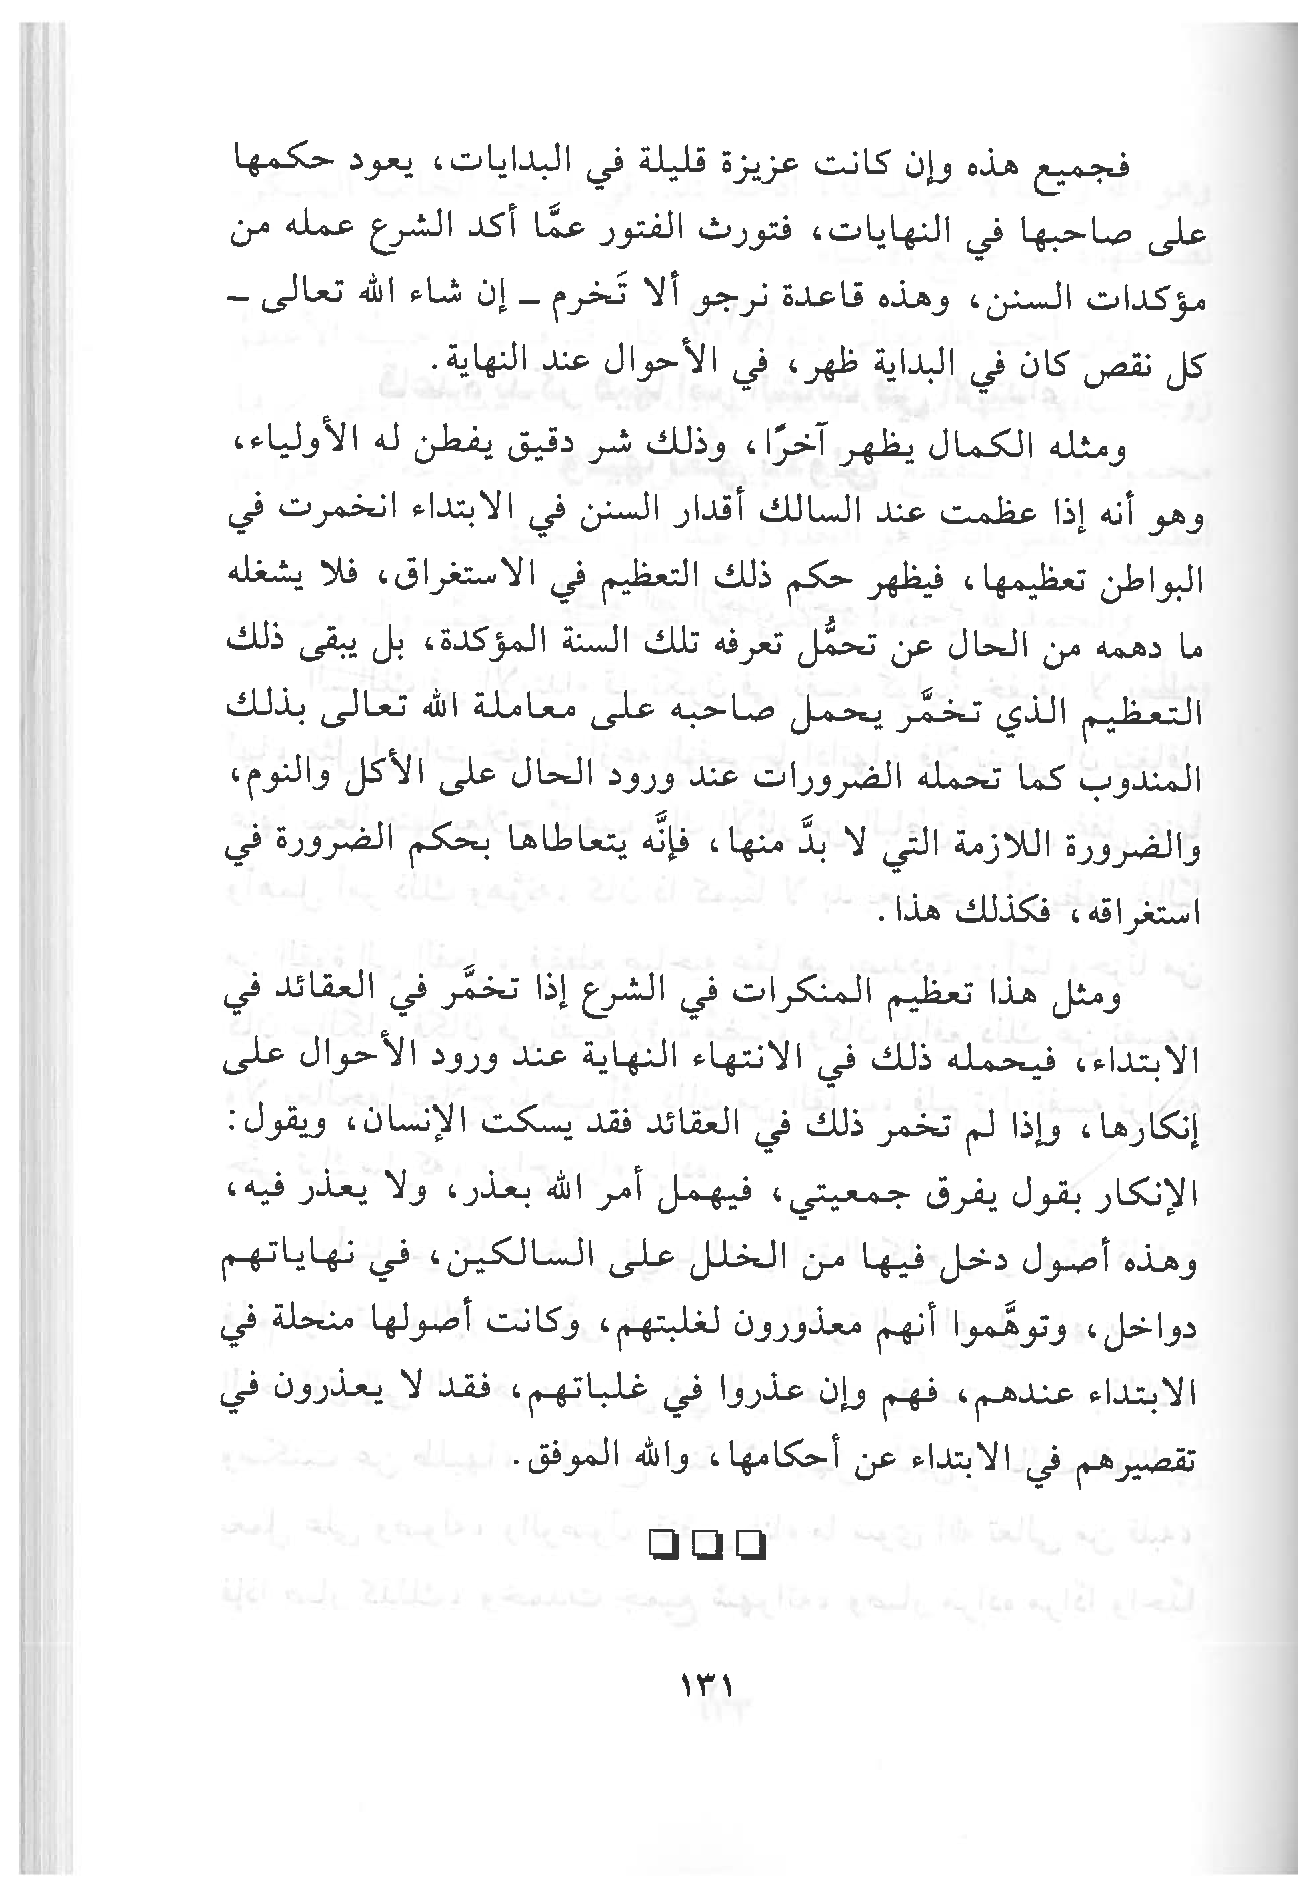 فجميع هذه وإن كانت عزيزة قليلة في البدايات، يعود حكمها
على صاحبها في النهايات، فتورث الفتور عمَّا أكد الشرع عمله من
مؤكدات السنن، وهذه قاعدة نرجو ألا تَخرم – إن شاء الله تعالى –
كل نقص كان في البداية ظهر، في الأحوال عند النهاية.
ومثله الكمال يظهر آخرًا، وذلك شر دقيق يفطن له الأولياء،
وهو أنه إذا عظمت عند السالك أقدار السنن في الابتداء انخمرت في
البواطن تعظيمها، فيظهر حكم ذلك التعظيم في الاستغراق، فلا يشغله
ما دهمه من الحال عن تحمُّل تعرفه تلك السنة المؤكدة، بل يبقى ذلك
التعظيم الذي تخمَّر يحمل صاحبه على معاملة الله تعالى بذلك
المندوب كما تحمله الضرورات عند ورود الحال على الأكل والنوم،
والضرورة اللازمة التي لا بدَّ منها، فإنَّه يتعاطاها بحكم الضرورة في
استغراقه، فكذلك هذا.
ومثل هذا تعظيم المنكرات في الشرع إذا تخمَّر في العقائد في
الابتداء، فيحمله ذلك في الانتهاء النهاية عند ورود الأحوال على
إنكارها، وإذا لم تخمر ذلك في العقائد فقد يسكت الإنسان، ويقول:
الإنكار بقول يفرق جمعيتي، فيهمل أمر الله بعذر، ولا يعذر فيه،
وهذه أصول دخل فيها من الخلل على السالكين، في نهاياتهم
دواخل، وتوهَّموا أنهم معذورون لغلبتهم، وكانت أصولها منحلة في
الابتداء عندهم، فهم وإن عذروا في غلباتهم، فقد لا يعذرون في
تقصيرهم في الابتداء عن أحكامها، والله الموفق.
١٣١